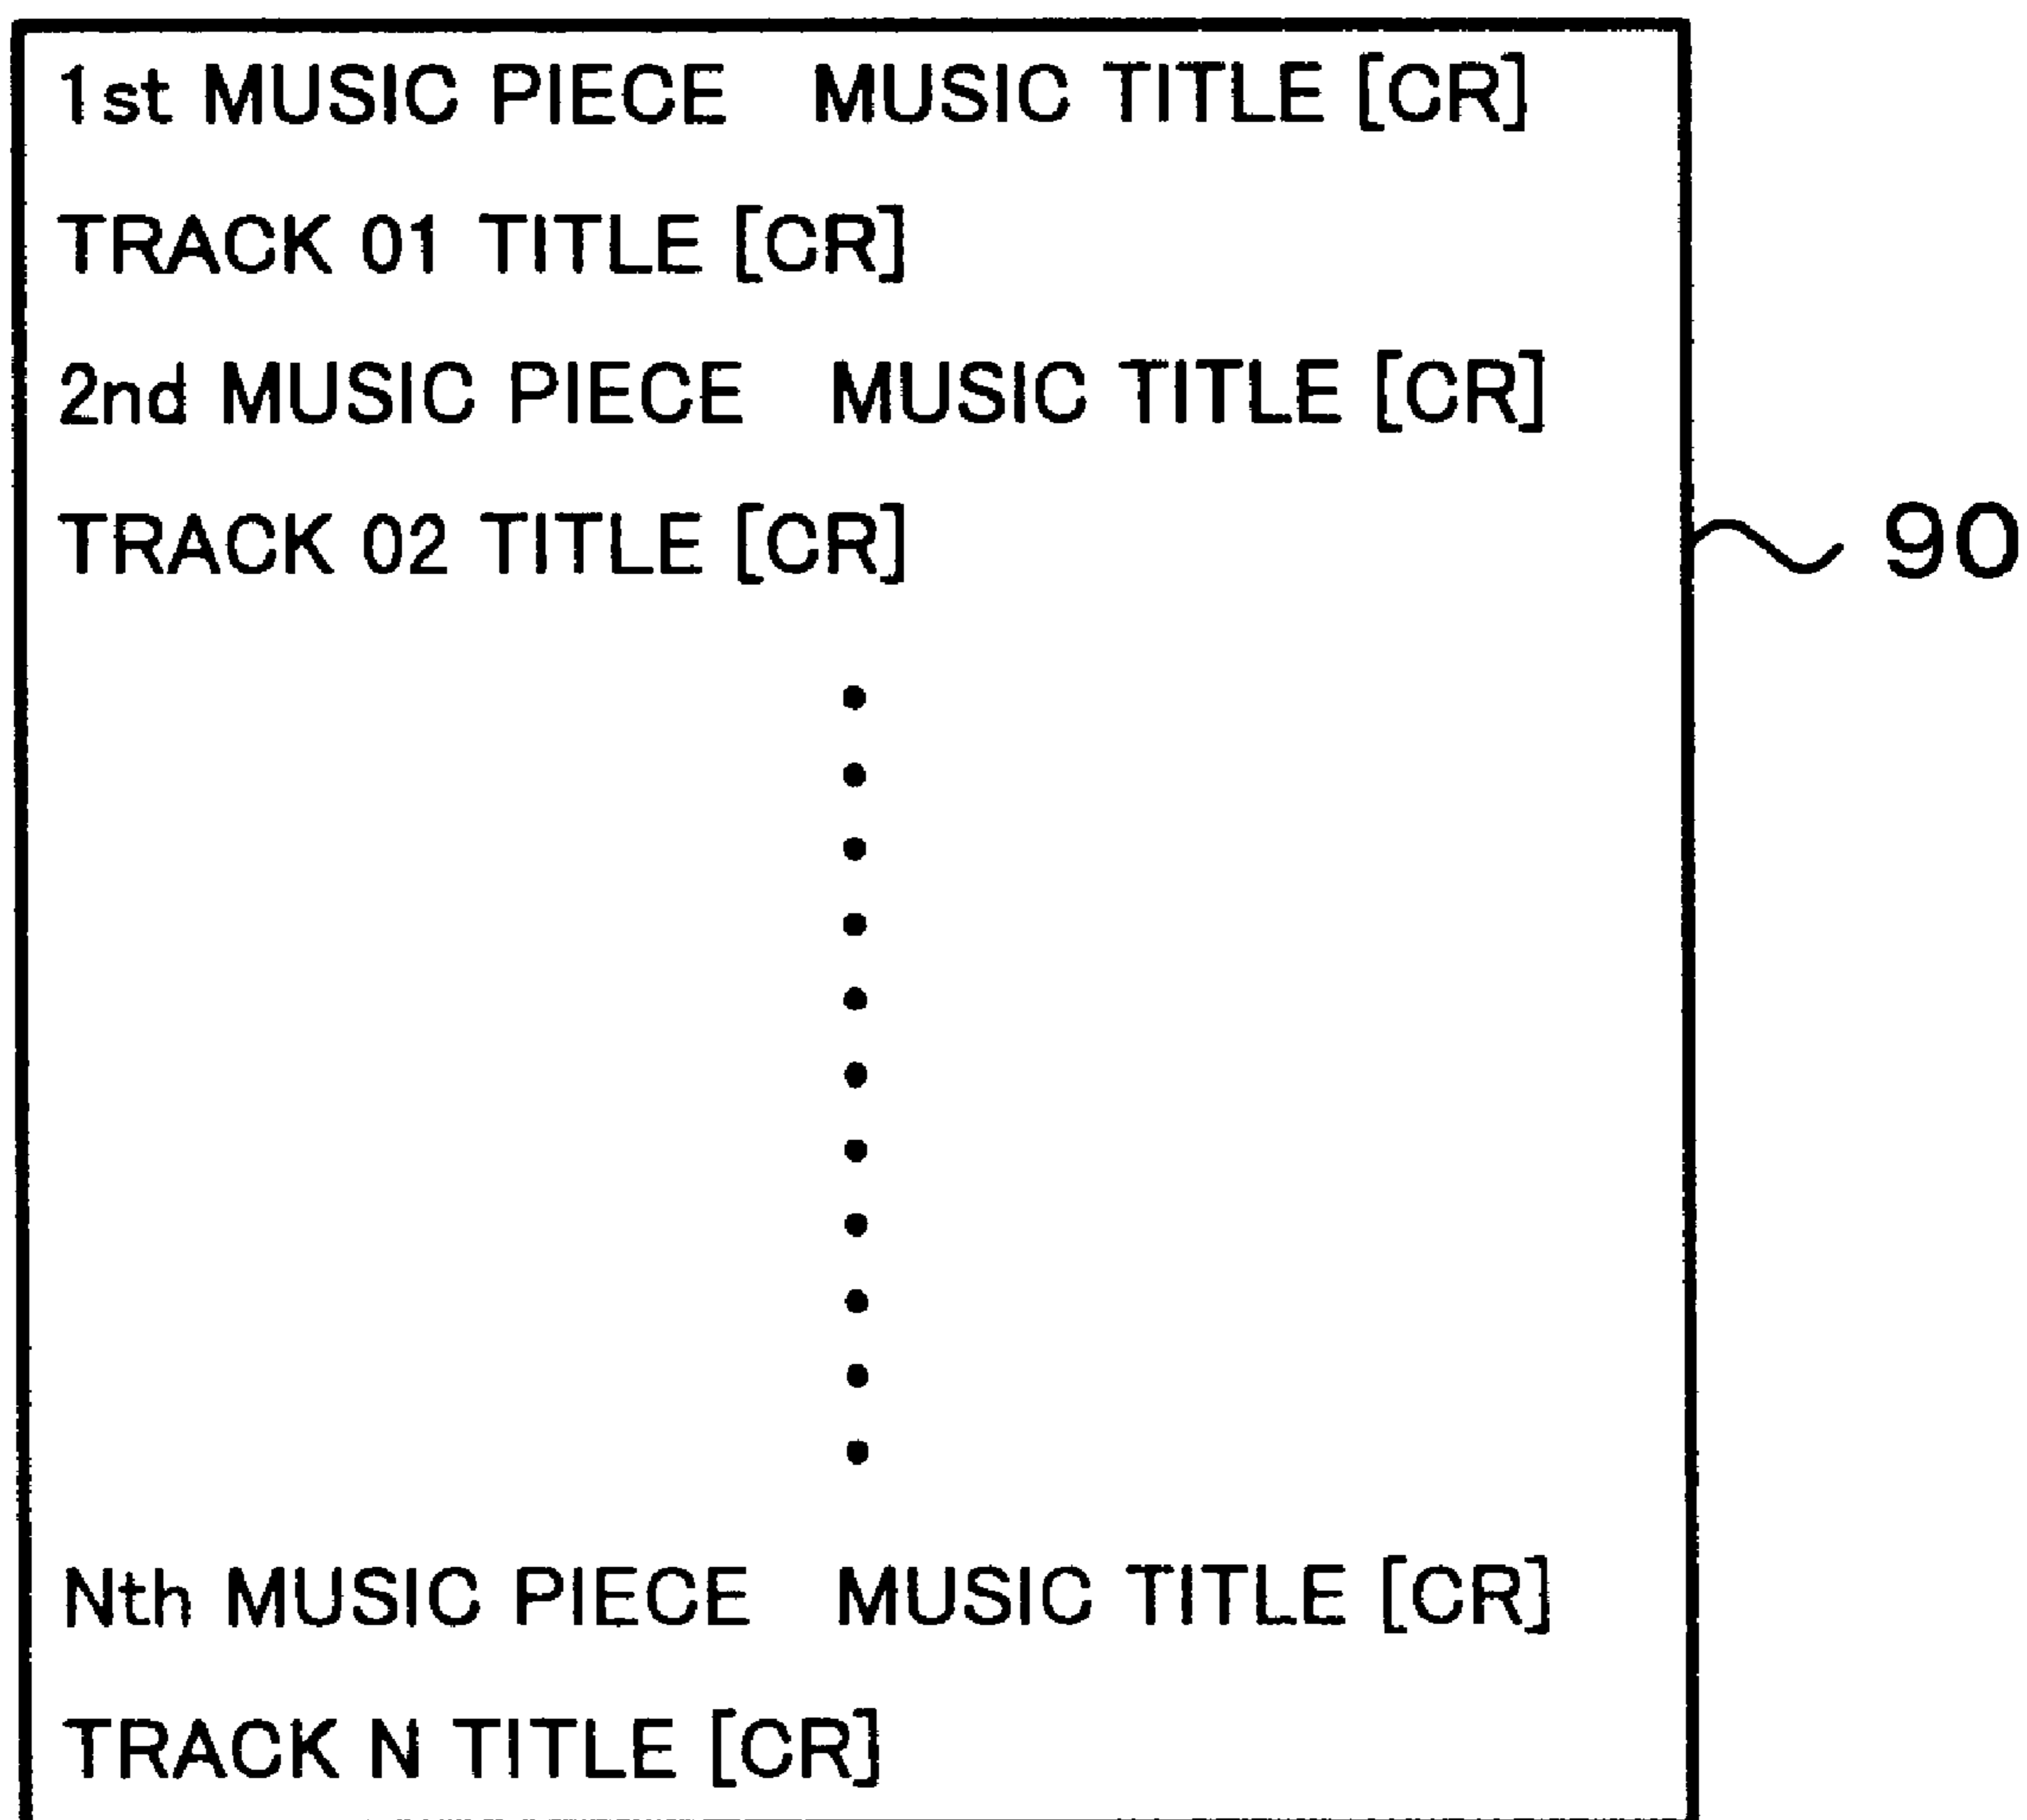 1st MUSIC PIECE MUSIC TITLE [CR]
TRACK 01 TITLE [CR]
2nd MUSIC PIECE MUSIC TITLE [CR]
TRACK 02 TITLE [CR]
90
Nth MUSIC PIECE MUSIC TITLE [CR]
TRACK N TITLE [CR]